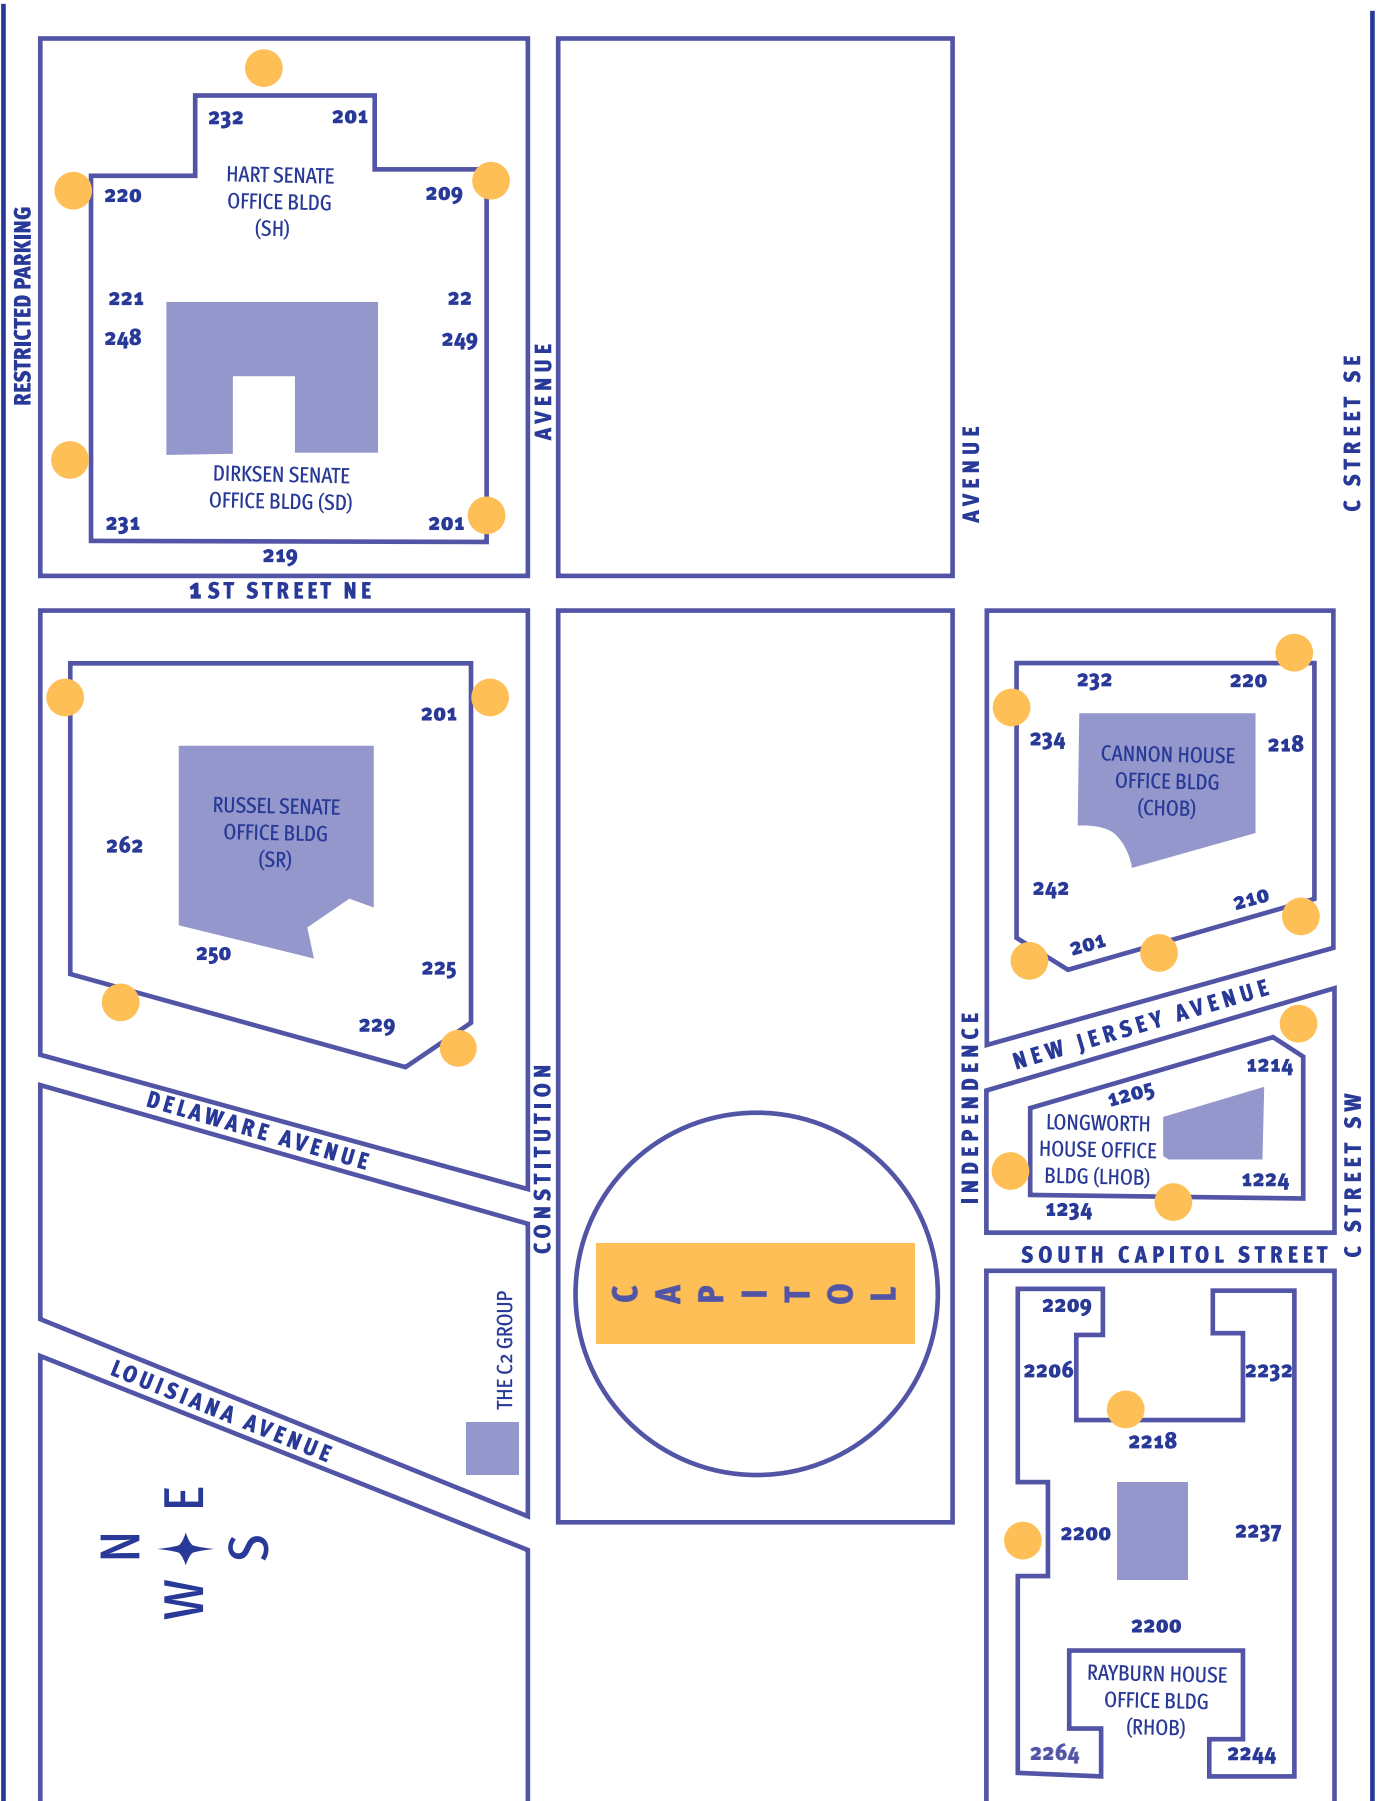 232
201
HART SENATE
OFFICE BLDG
(SH)
220
209
RESTRICTED PARKING
221
22
248
249
DIRKSEN SENATE
OFFICE BLDG (SD)
231
201
219
1ST STREET NE
AVENUE
AVENUE
C STREET SE
201
RUSSEL SENATE
OFFICE BLDG
(SR)
262
250
225
229
DELAWARE AVENUE
CONSTITUTION
LOUISIANA AVENUE
THE C2 GROUP
N
E
S
W
CAPITOL
INDEPENDENCE
232
220
234
218
CANNON HOUSE
OFFICE BLDG
(CHOB)
242
210
201
NEW JERSEY AVENUE
1214
1205
LONGWORTH
HOUSE OFFICE
BLDG (LHOB)
1224
1234
C STREET SW
SOUTH CAPITOL STREET
2209
2206
2232
2218
2200
2237
2200
RAYBURN HOUSE
OFFICE BLDG
(RHOB)
2264
2244